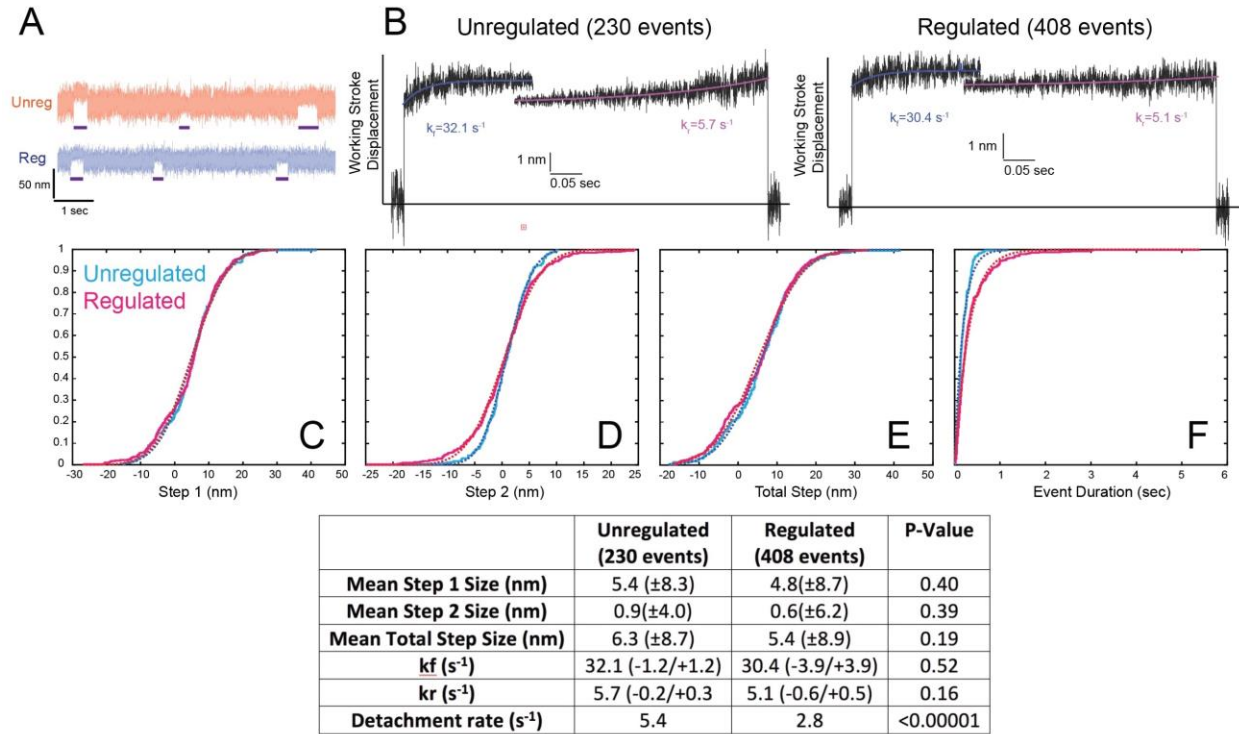 A
Unreg
Reg
50 nm
1 sec
B
Unregulated (230 events)
Working Stroke
Displacement
kf=32.1 s-1
kr=5.7 s-1
1 nm
0.05 sec
Regulated (408 events)
Working Stroke
Displacement
kf=30.4 s-1
kr=5.1 s-1
1 nm
0.05 sec
1
0.9
0.8
0.7
0.6
0.5
0.4
0.3
0.2
0.1
0
Unregulated
Regulated
C
-30 -20 -10 0 10 20 30 40 50
Step 1 (nm)
D
-25 -20 -15 -10 -5 0 5 10 15 20 25
Step 2 (nm)
E
-20 -10 0 10 20 30 40 50
Total Step (nm)
F
0 1 2 3 4 5 6
Event Duration (sec)
Unregulated (230 events) Regulated (408 events) P-Value
Mean Step 1 Size (nm) 5.4 (±8.3) 4.8(±8.7) 0.40
Mean Step 2 Size (nm) 0.9(±4.0) 0.6(±6.2) 0.39
Mean Total Step Size (nm) 6.3 (±8.7) 5.4 (±8.9) 0.19
kf (s-1) 32.1 (-1.2/+1.2) 30.4 (-3.9/+3.9) 0.52
kr (s-1) 5.7 (-0.2/+0.3 5.1 (-0.6/+0.5) 0.16
Detachment rate (s-1) 5.4 2.8 <0.00001